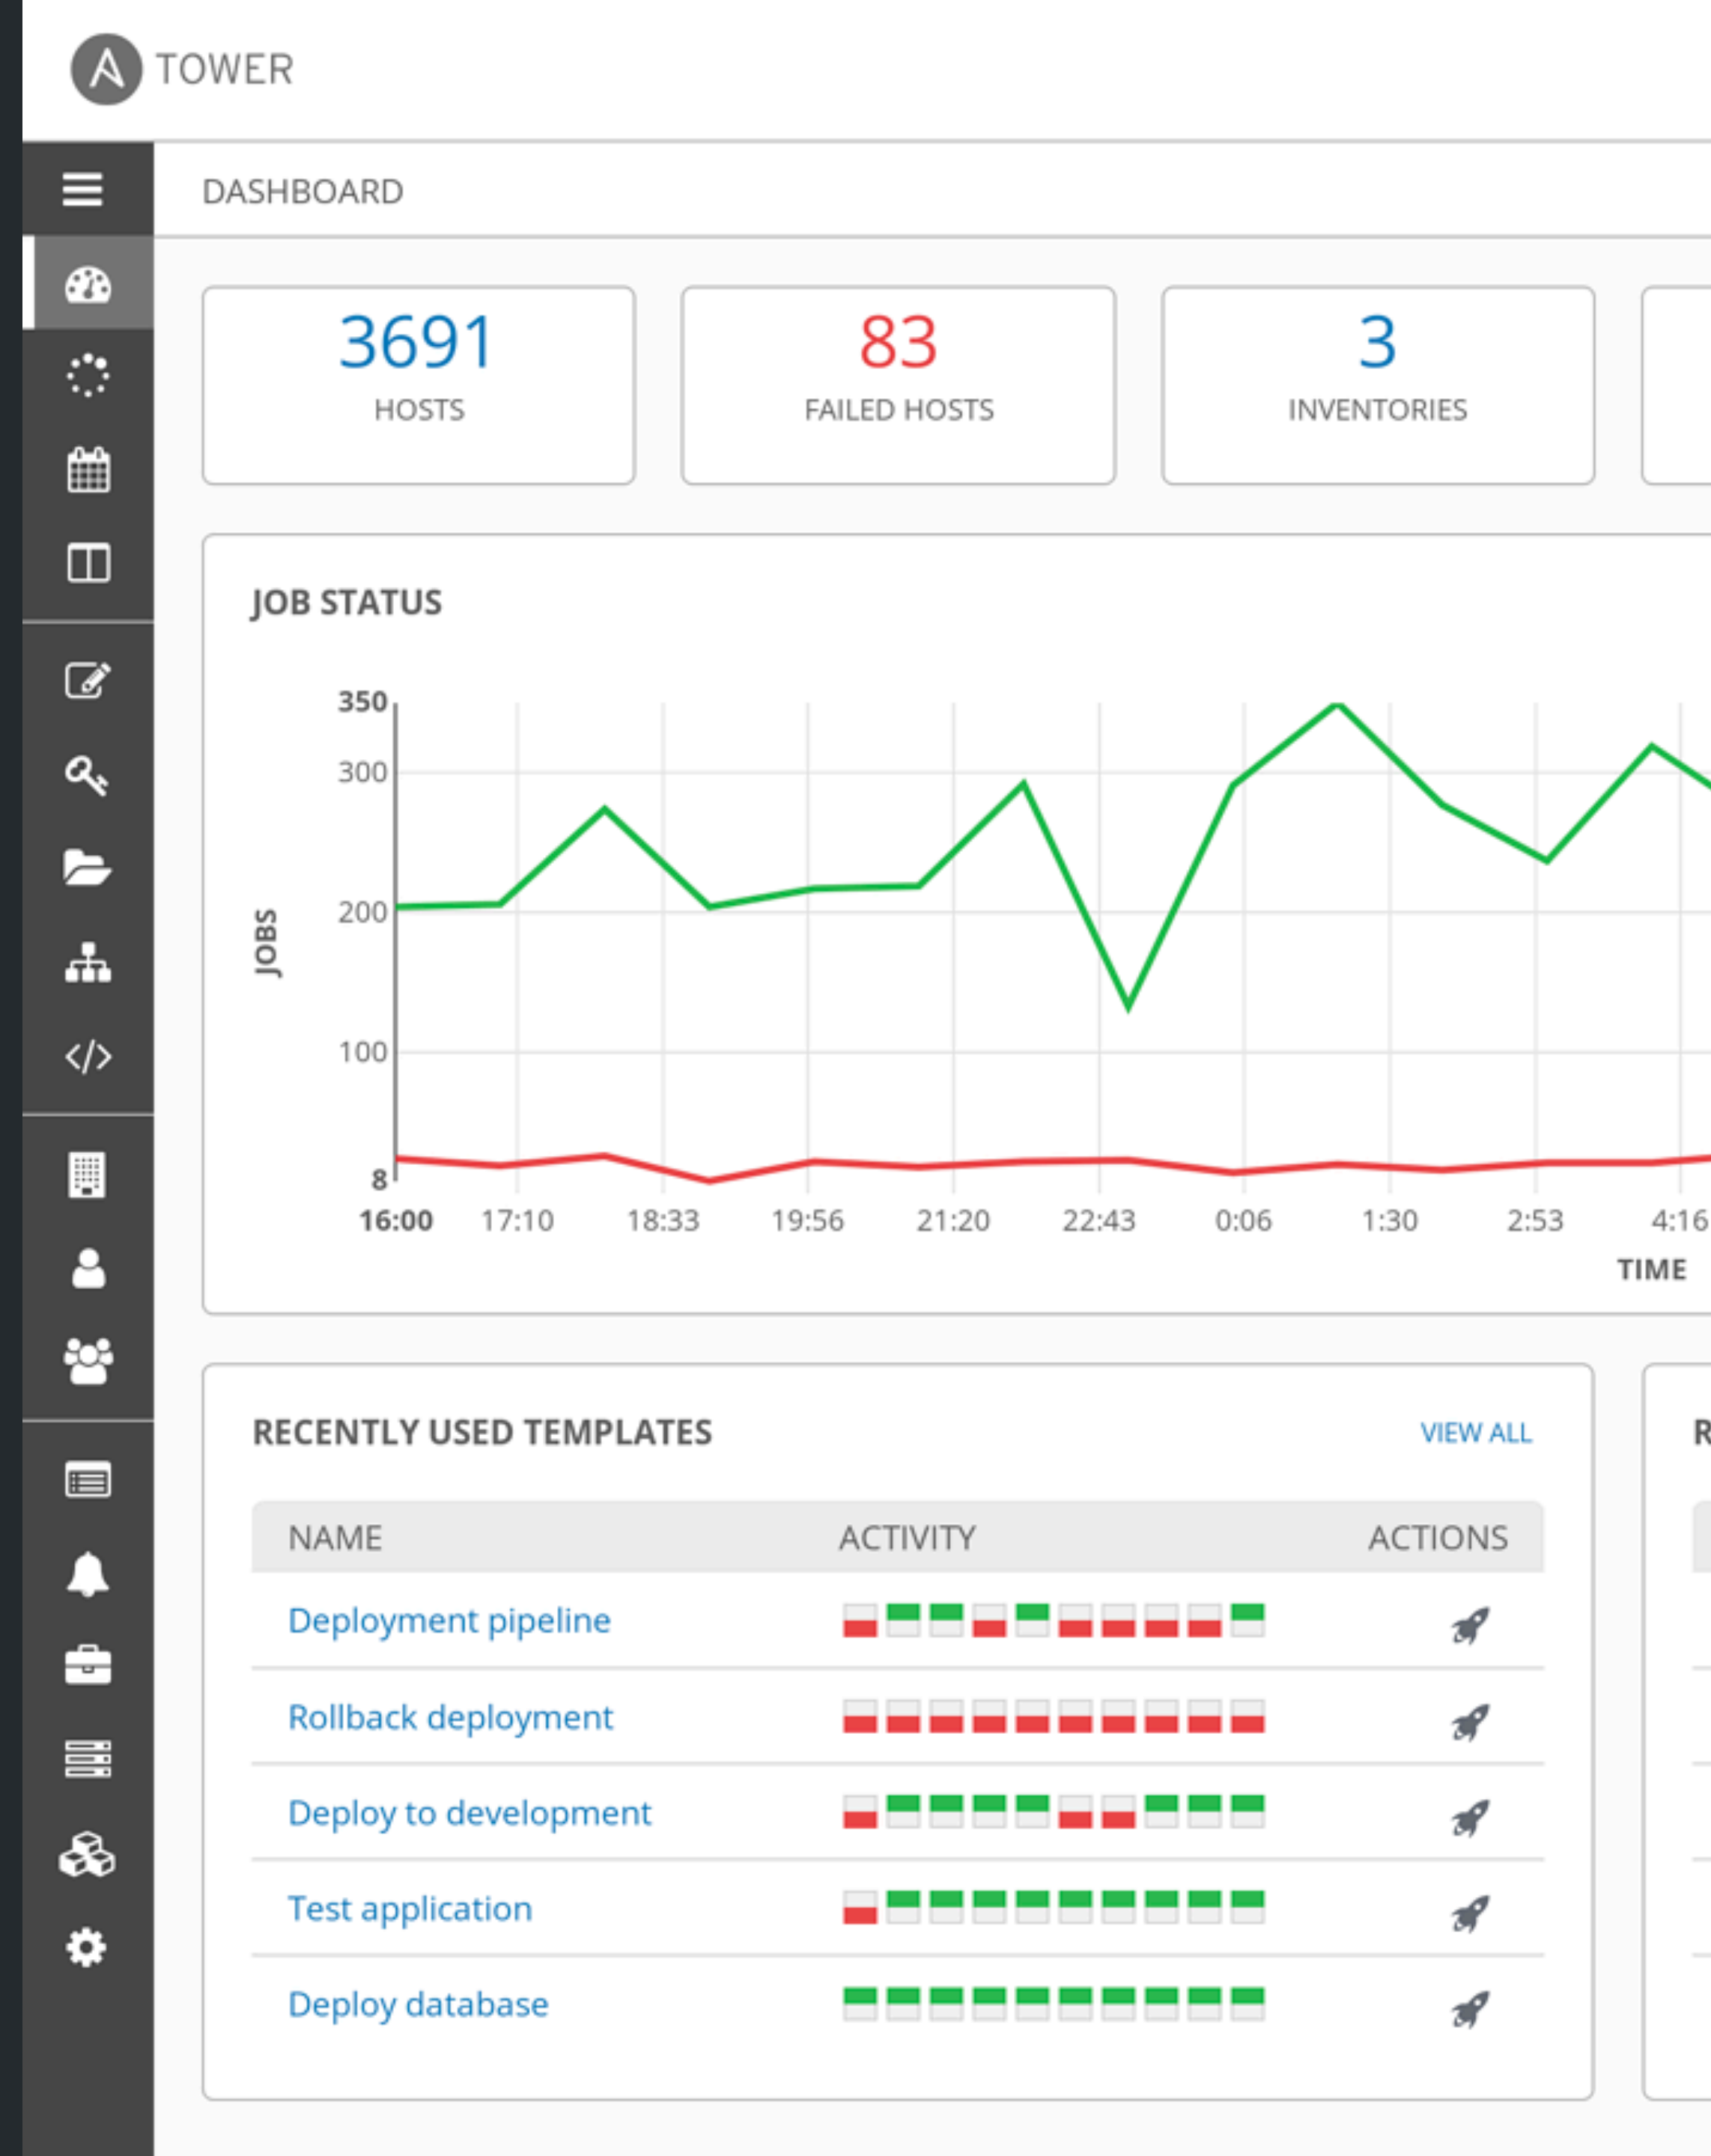 TOWER
DASHBOARD
3691
HOSTS
83
FAILED HOSTS
3
INVENTORIES
JOB STATUS
350
300
200
100
8
JOBS
16:00 17:10 18:33 19:56 21:20 22:43 0:06 1:30 2:53 4:16
TIME
RECENTLY USED TEMPLATES VIEW ALL
NAME ACTIVITY ACTIONS
Deployment pipeline
Rollback deployment
Deploy to development
Test application
Deploy database